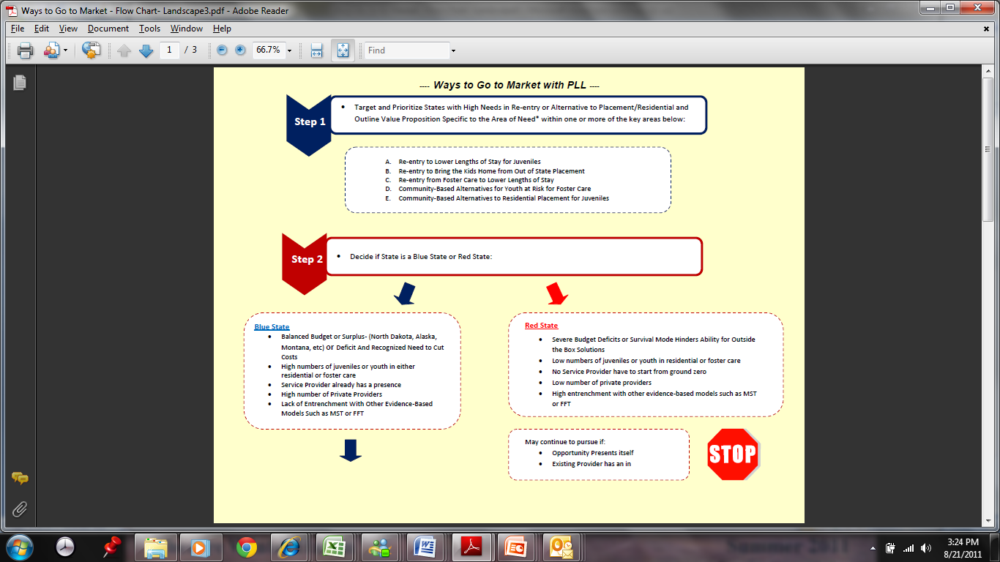 Ways to Go to Market - Flow Chart- Landscape3.pdf - Adobe Reader
File Edit View Document Tools Window Help
1 / 3 66.7% Find
---- Ways to Go to Market with PLL ----
Step 1
• Target and Prioritize States with High Needs in Re-entry or Alternative to Placement/Residential and
Outline Value Proposition Specific to the Area of Need* within one or more of the key areas below:
A. Re-entry to Lower Lengths of Stay for Juveniles
B. Re-entry to Bring the Kids Home from Out of State Placement
C. Re-entry from Foster Care to Lower Lengths of Stay
D. Community-Based Alternatives for Youth at Risk for Foster Care
E. Community-Based Alternatives to Residential Placement for Juveniles
Step 2
• Decide if State is a Blue State or Red State:
Blue State
• Balanced Budget or Surplus- (North Dakota, Alaska,
Montana, etc) or Deficit And Recognized Need to Cut
Costs
• High numbers of juveniles or youth in either
residential or foster care
• Service Provider already has a presence
• High number of Private Providers
• Lack of Entrenchment With Other Evidence-Based
Models Such as MST or FFT
Red State
• Severe Budget Deficits or Survival Mode Hinders Ability for Outside
the Box Solutions
• Low numbers of juveniles or youth in residential or foster care
• No Service Provider have to start from ground zero
• Low number of private providers
• High entrenchment with other evidence-based models such as MST
or FFT
May continue to pursue if:
• Opportunity Presents itself
• Existing Provider has an in
STOP
3:24 PM
8/21/2011